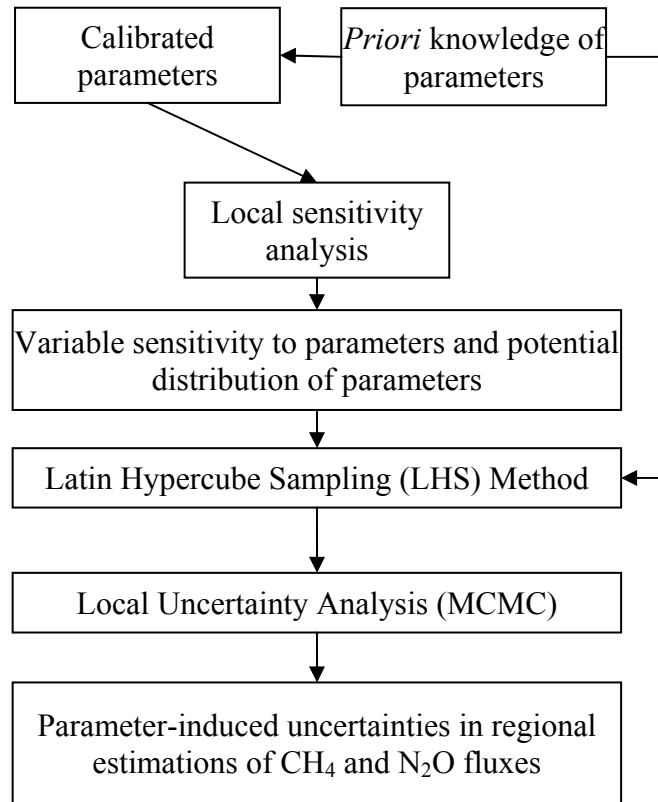 Calibrated
parameters
Priori knowledge of
parameters
Local sensitivity
analysis
Variable sensitivity to parameters and potential
distribution of parameters
Latin Hypercube Sampling (LHS) Method
Local Uncertainty Analysis (MCMC)
Parameter-induced uncertainties in regional
estimations of CH₄ and N₂O fluxes